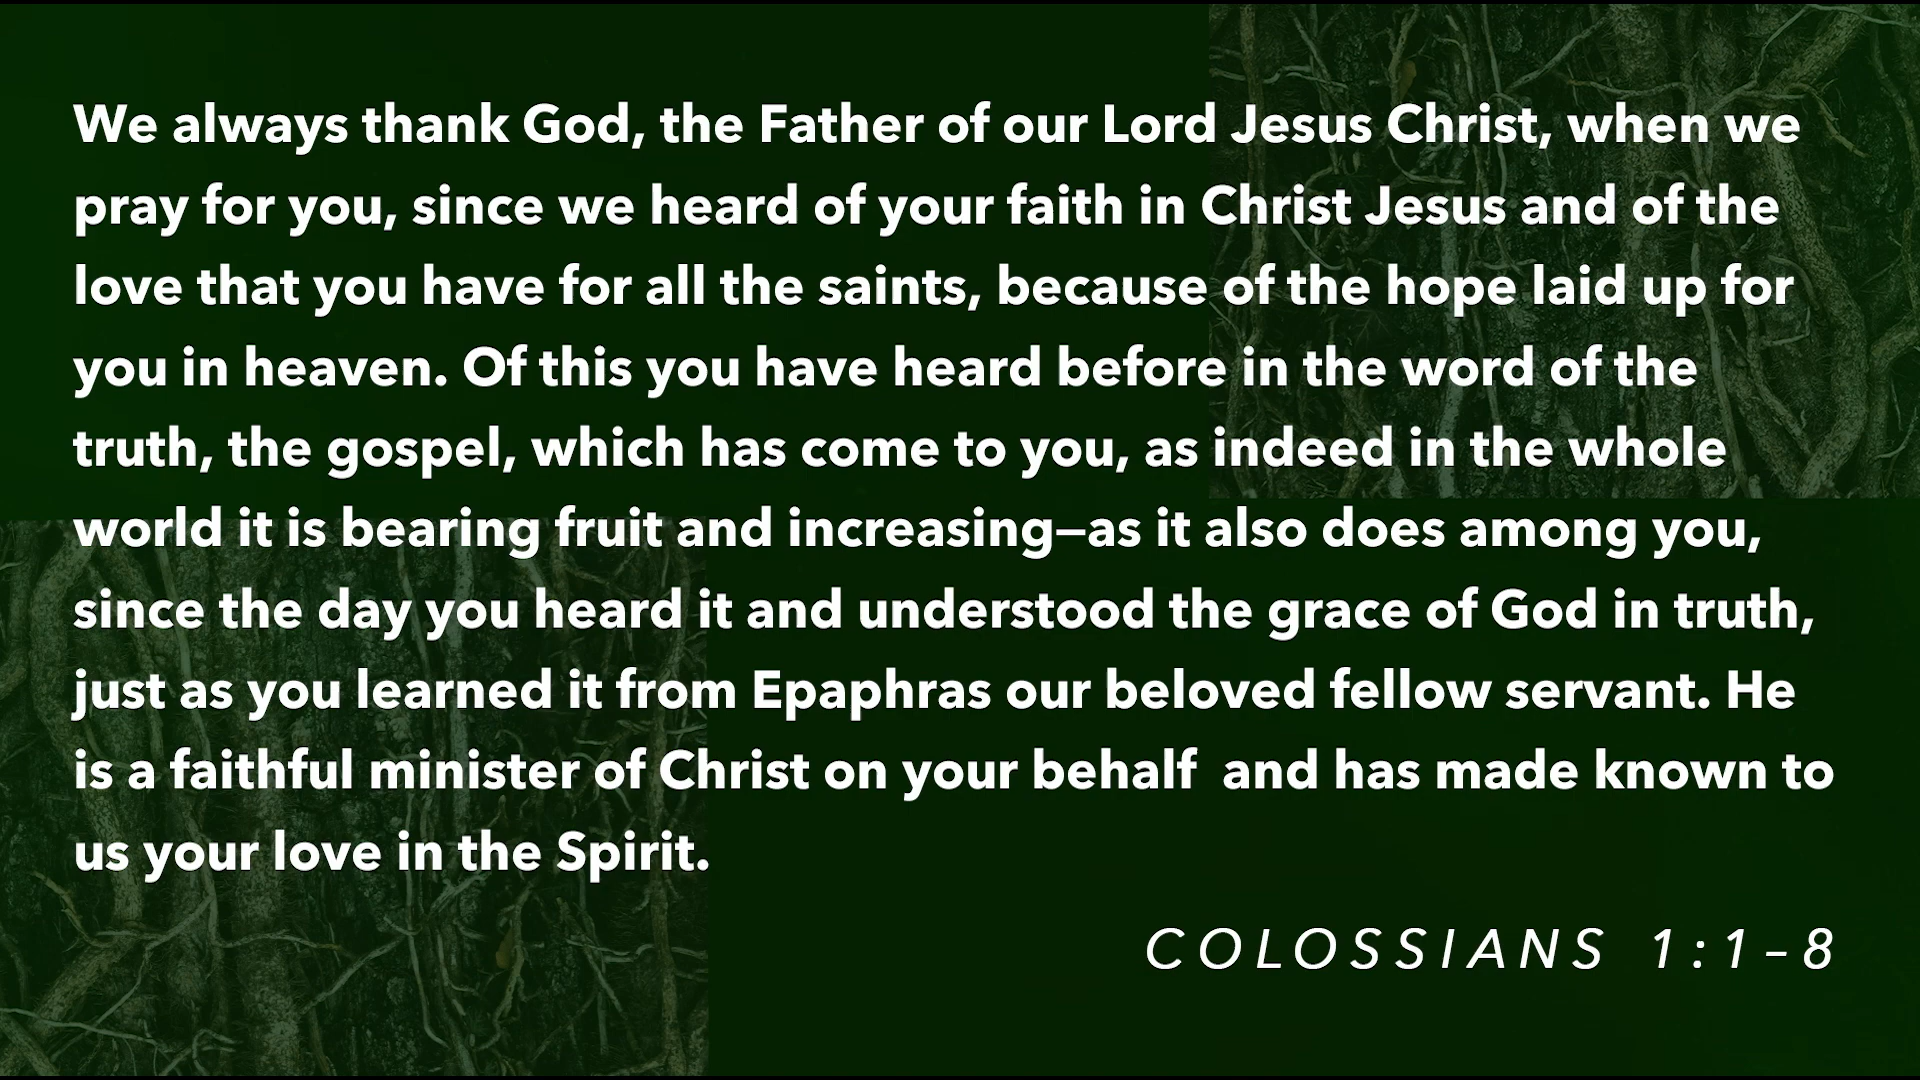 We always thank God, the Father of our Lord Jesus Christ, when we
pray for you, since we heard of your faith in Christ Jesus and of the
love that you have for all the saints, because of the hope laid up for
you in heaven. Of this you have heard before in the word of the
truth, the gospel, which has come to you, as indeed in the whole
world it is bearing fruit and increasing—as it also does among you,
since the day you heard it and understood the grace of God in truth,
just as you learned it from Epaphras our beloved fellow servant. He
is a faithful minister of Christ on your behalf  and has made known to
us your love in the Spirit.
COLOSSIANS 1:1–8